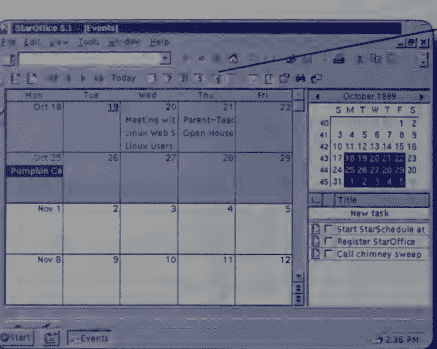 StarOffice 5.1 - [Events]
File Edit View Tools Window Help
Today
Mon Tue Wed Thu Fri
Oct 18 19 20 21 22
Meeting wit Parent-Teac
Linux Web S Open House
Linux Users
Oct 25 26 27 28 29
Pumpkin Ca
Nov 1 2 3 4 5
Nov 8 9 10 11 12
October 1999
S M T W T F S
40 1 2
41 3 4 5 6 7 8 9
42 10 11 12 13 14 15 16
43 17 18 19 20 21 22 23
44 24 25 26 27 28 29 30
45 31 1 2 3 4 5
Title
New task
Start StarSchedule at
Register StarOffice
Call chimney sweep
Start Events 2:35 PM